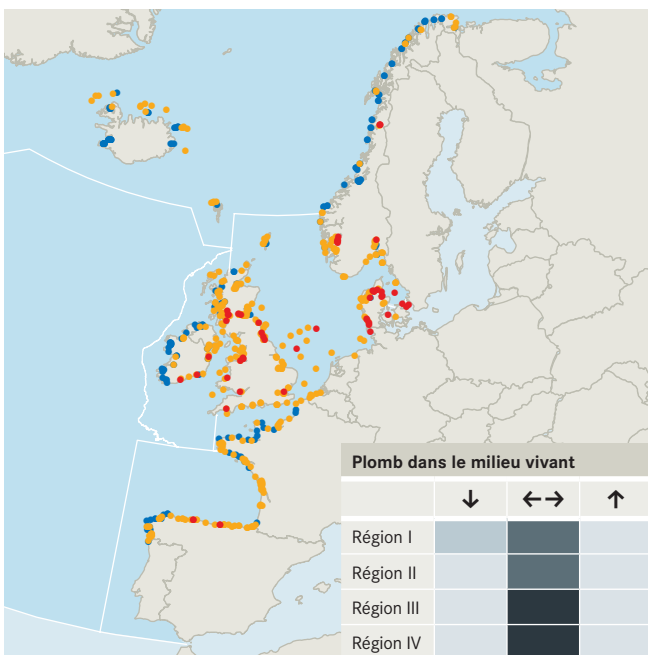 Plomb dans le milieu vivant
↓ ←→ ↑
Région I
Région II
Région III
Région IV